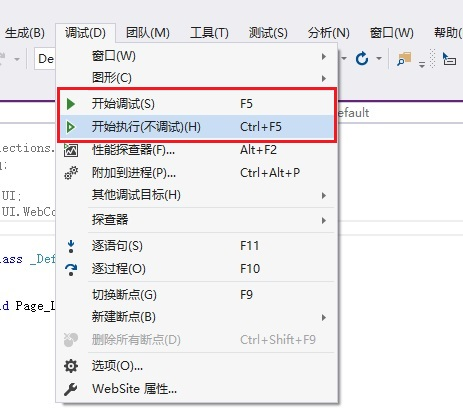 生成(B) 调试(D) 团队(M) 工具(T) 测试(S) 分析(N) 窗口(W) 帮助(
De
窗口(W)
图形(C)
开始调试(S) F5
efault
开始执行(不调试)(H) Ctrl+F5
lections.
性能探查器(F)... Alt+F2
附加到进程(P)... Ctrl+Alt+P
UI;
其他调试目标(H)
UI.WebCo
探查器
逐语句(S) F11
lass _Def
逐过程(O) F10
切换断点(G) F9
id Page_L
新建断点(B)
删除所有断点(D) Ctrl+Shift+F9
选项(O)...
WebSite 属性...